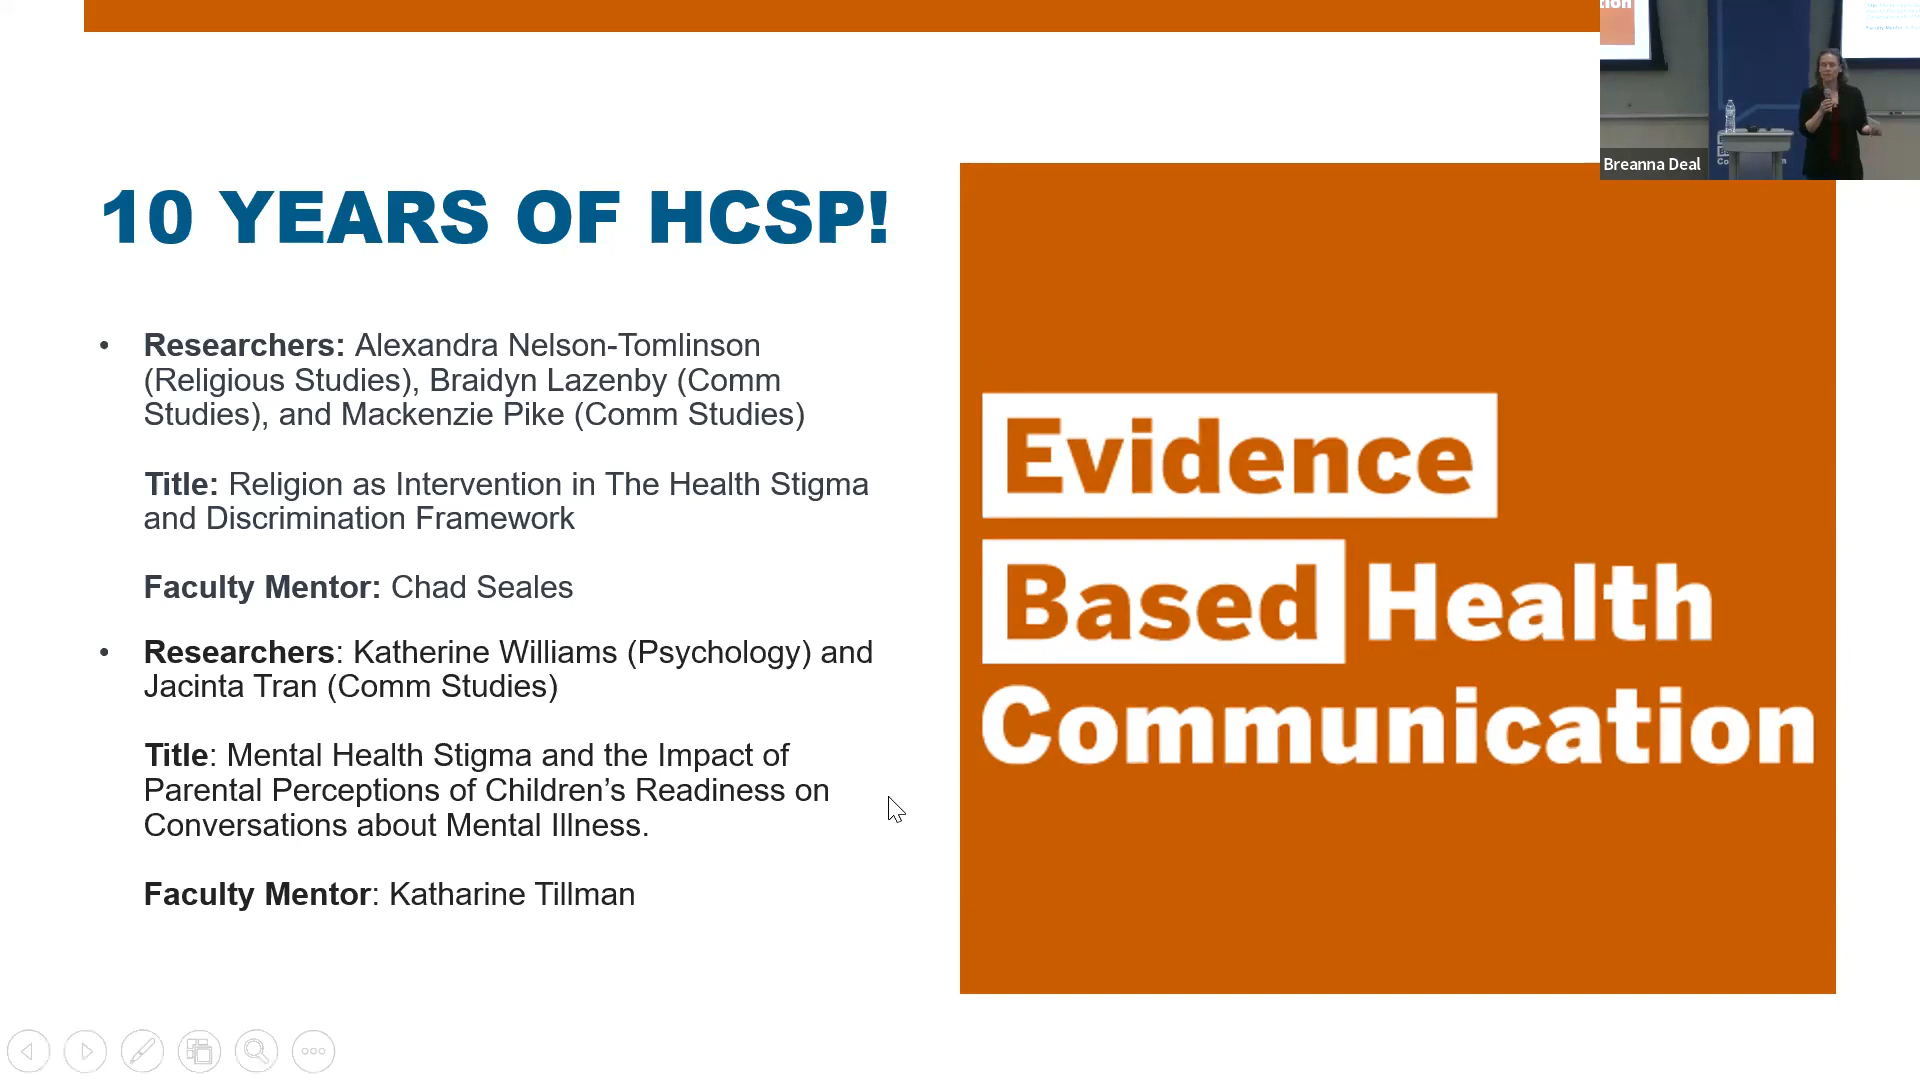 10 YEARS OF HCSP!
• Researchers: Alexandra Nelson-Tomlinson
(Religious Studies), Braidyn Lazenby (Comm
Studies), and Mackenzie Pike (Comm Studies)
Title: Religion as Intervention in The Health Stigma
and Discrimination Framework
Faculty Mentor: Chad Seales
• Researchers: Katherine Williams (Psychology) and
Jacinta Tran (Comm Studies)
Title: Mental Health Stigma and the Impact of
Parental Perceptions of Children’s Readiness on
Conversations about Mental Illness.
Faculty Mentor: Katharine Tillman
Evidence
Based Health
Communication
Breanna Deal